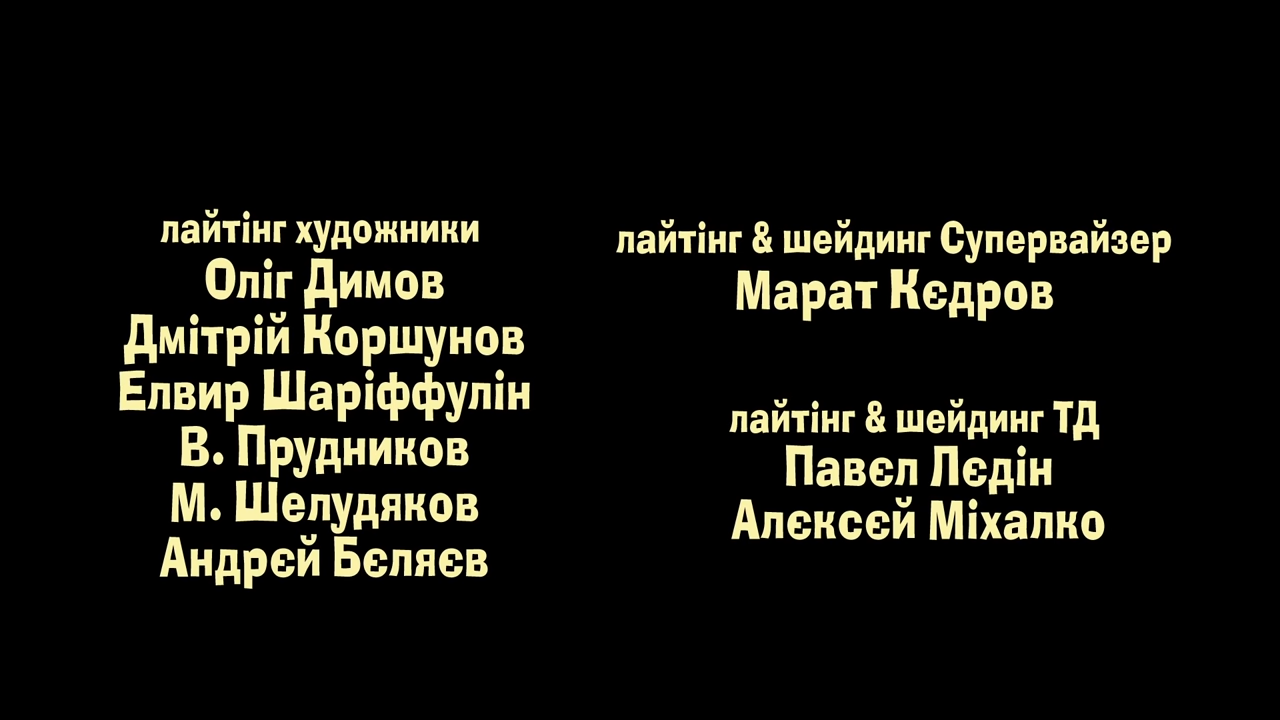 лайтінг художники
Оліг Димов
Дмітрій Коршунов
Елвир Шаріффулін
В. Прудников
М. Шелудяков
Андрєй Бєляєв
лайтінг & шейдинг Супервайзер
Марат Кєдров
лайтінг & шейдинг ТД
Павєл Лєдін
Алєксєй Міхалко